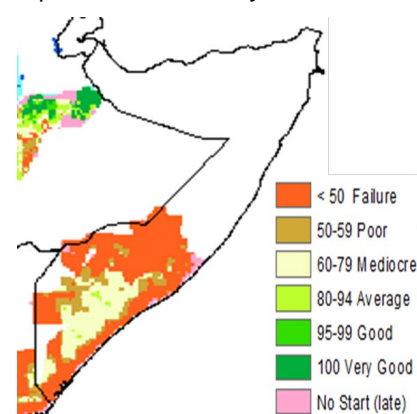 < 50 Failure
50-59 Poor
60-79 Mediocre
80-94 Average
95-99 Good
100 Very Good
No Start (late)